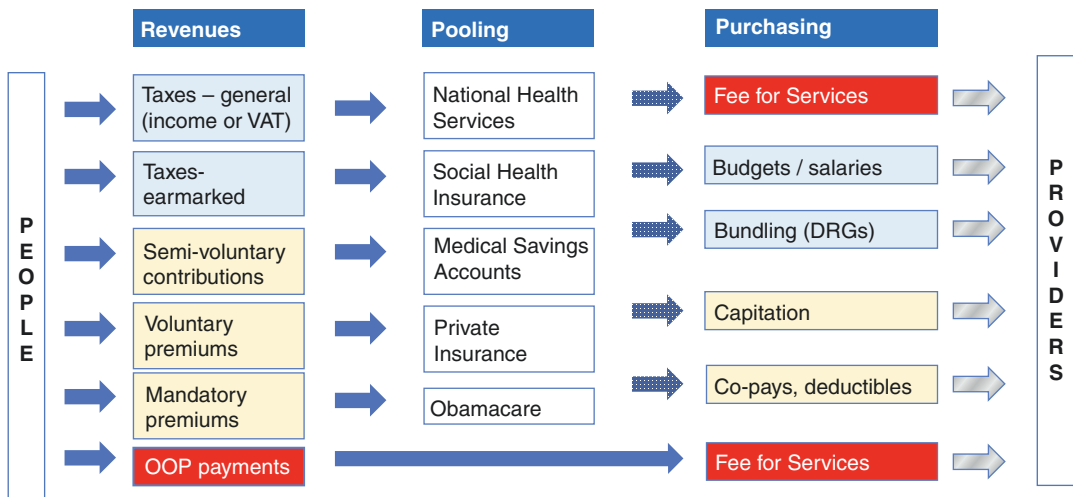 Revenues
Pooling
Purchasing
PEOPLE
Taxes – general
(income or VAT)
National Health
Services
Fee for Services
Taxes-
earmarked
Social Health
Insurance
Budgets / salaries
Semi-voluntary
contributions
Medical Savings
Accounts
Bundling (DRGs)
Voluntary
premiums
Private
Insurance
Capitation
Mandatory
premiums
Obamacare
Co-pays, deductibles
OOP payments
Fee for Services
PROVIDERS